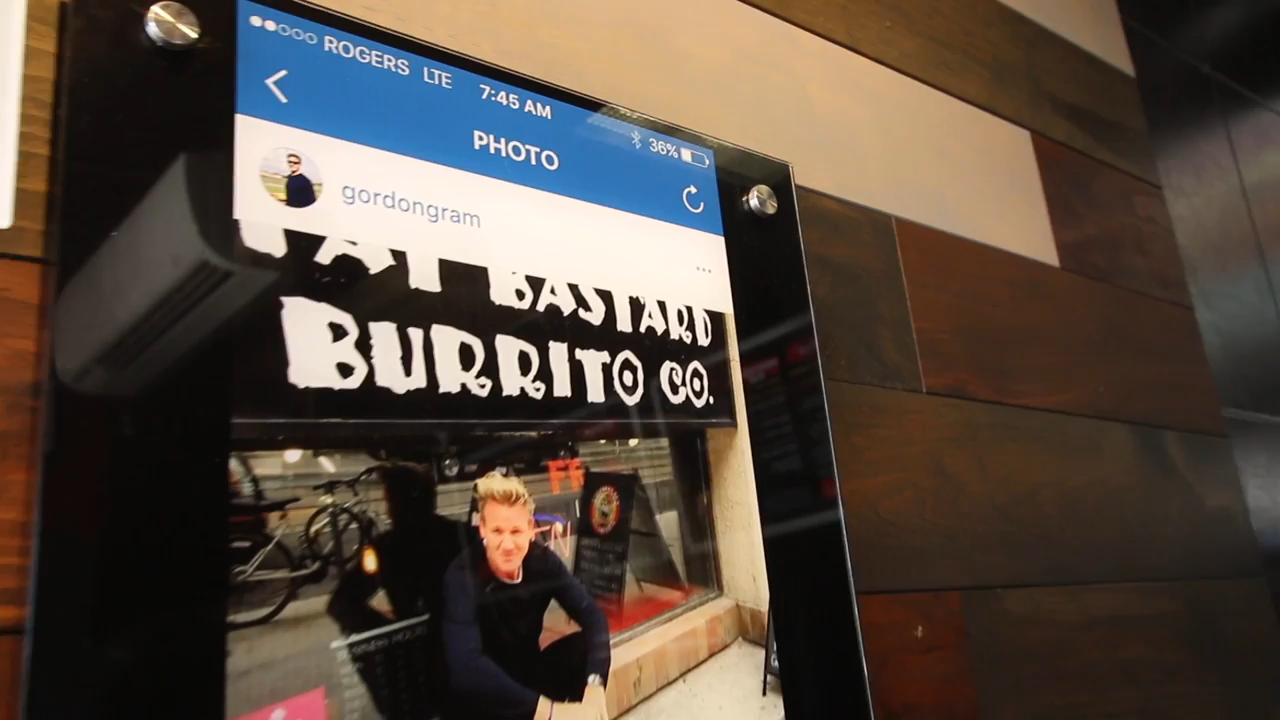 ROGERS LTE 7:45 AM 36%
PHOTO
gordongram
FAT BASTARD
BURRITO CO.